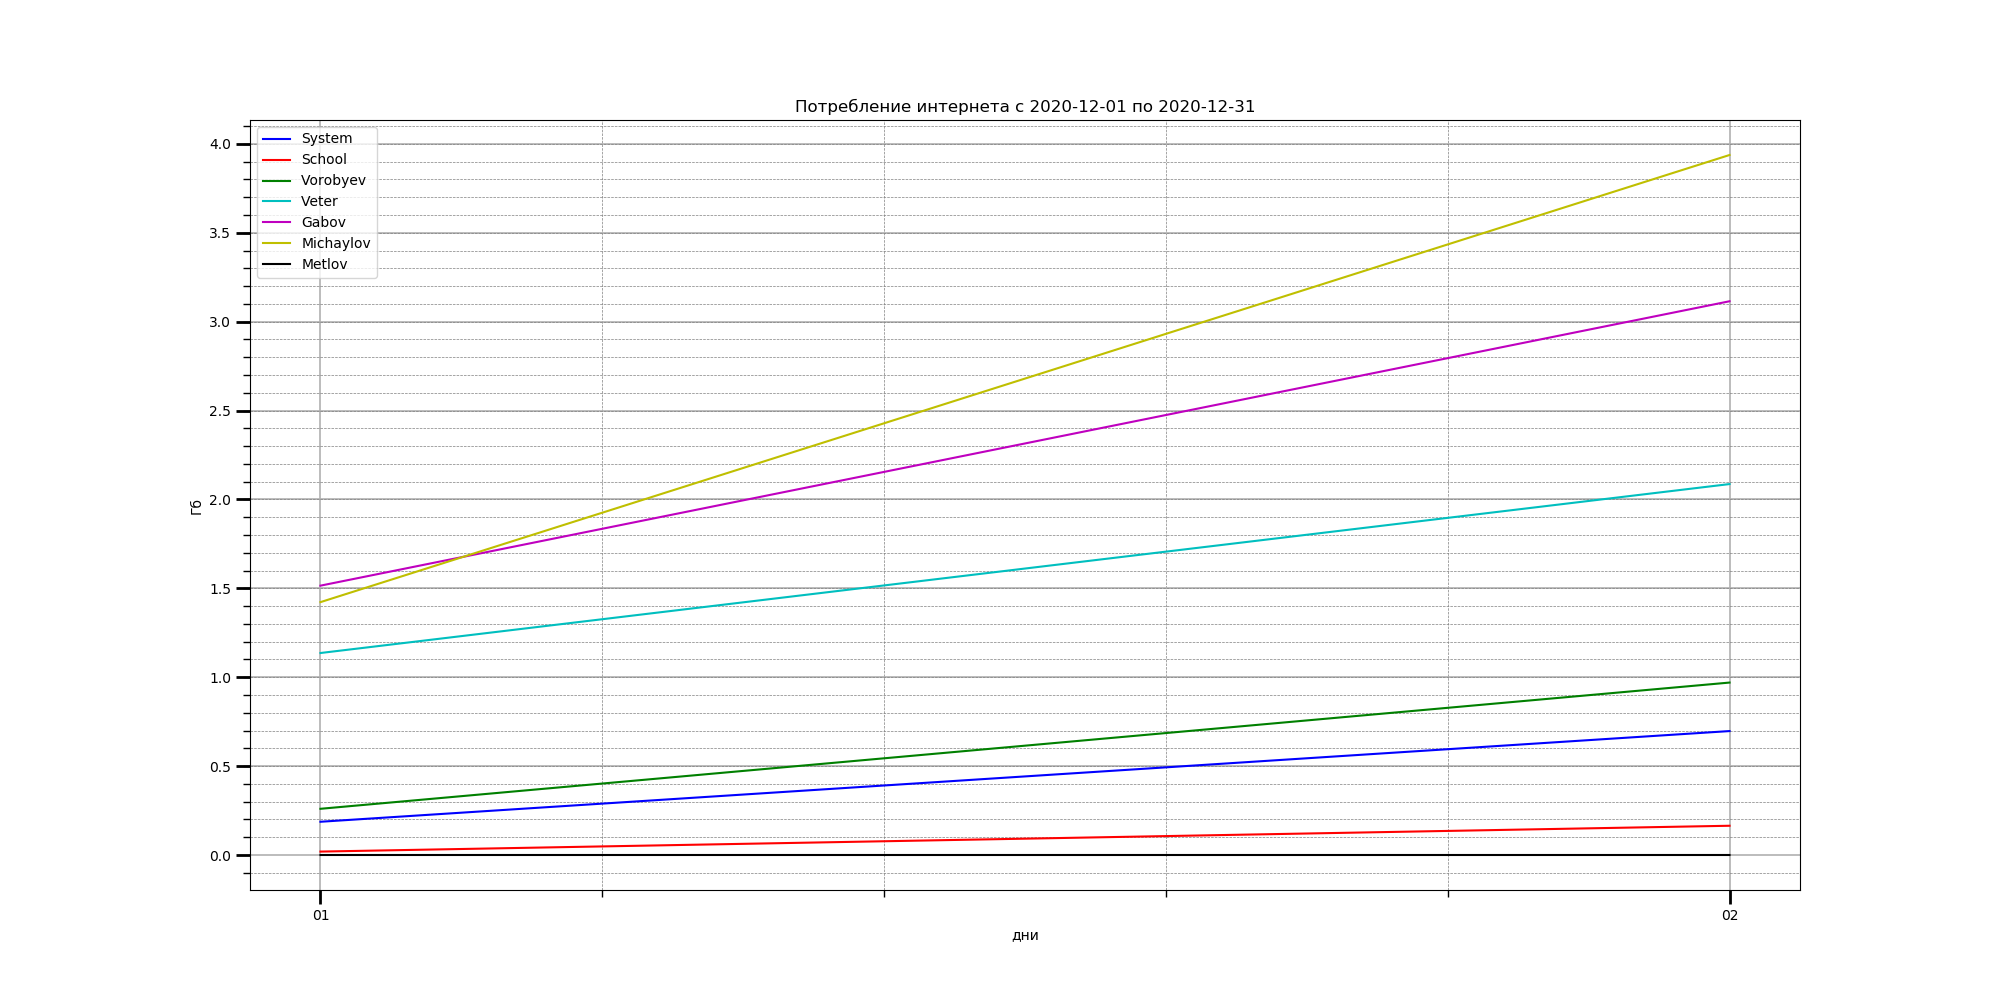 Потребление интернета с 2020-12-01 по 2020-12-31
System
School
Vorobyev
Veter
Gabov
Michaylov
Metlov
4.0
3.5
3.0
2.5
2.0
1.5
1.0
0.5
0.0
Гб
01
02
дни